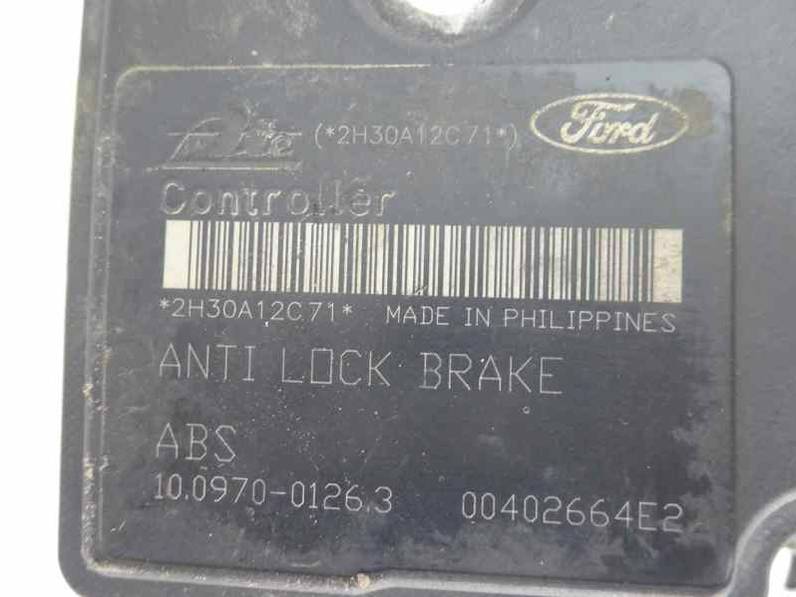 (*2H30A12C71*) Ford
Controller
*2H30A12C71* MADE IN PHILIPPINES
ANTI LOCK BRAKE
ABS
10.0970-0126.3 00402664E2